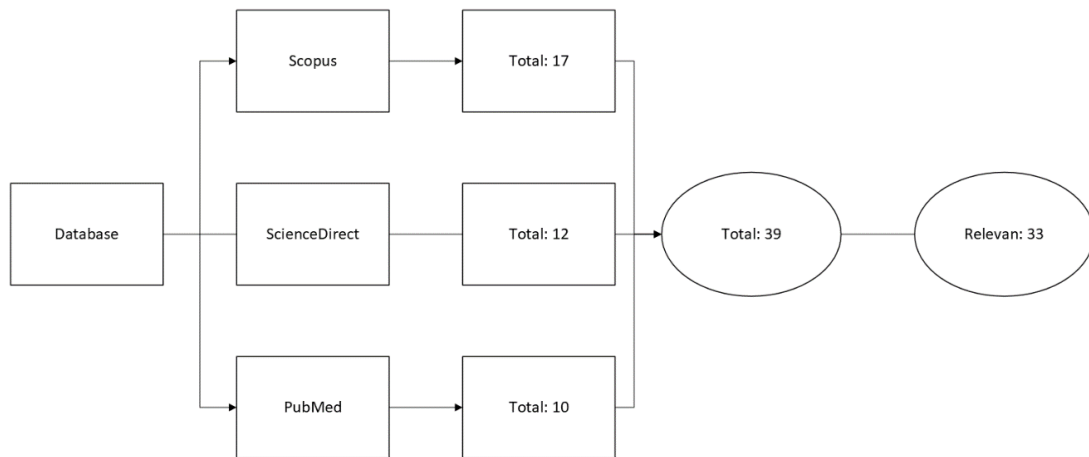 Scopus
Total: 17
Database
ScienceDirect
Total: 12
Total: 39
Relevan: 33
PubMed
Total: 10